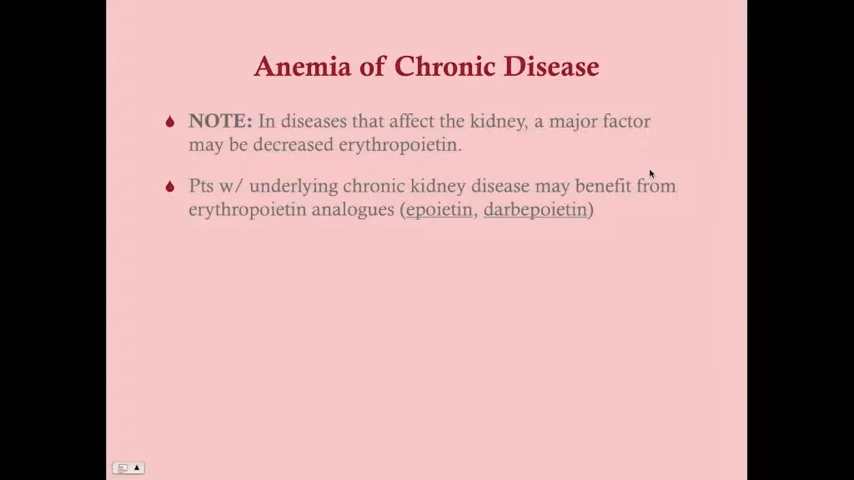 Anemia of Chronic Disease
NOTE: In diseases that affect the kidney, a major factor
may be decreased erythropoietin.
Pts w/ underlying chronic kidney disease may benefit from
erythropoietin analogues (epoietin, darbepoietin)